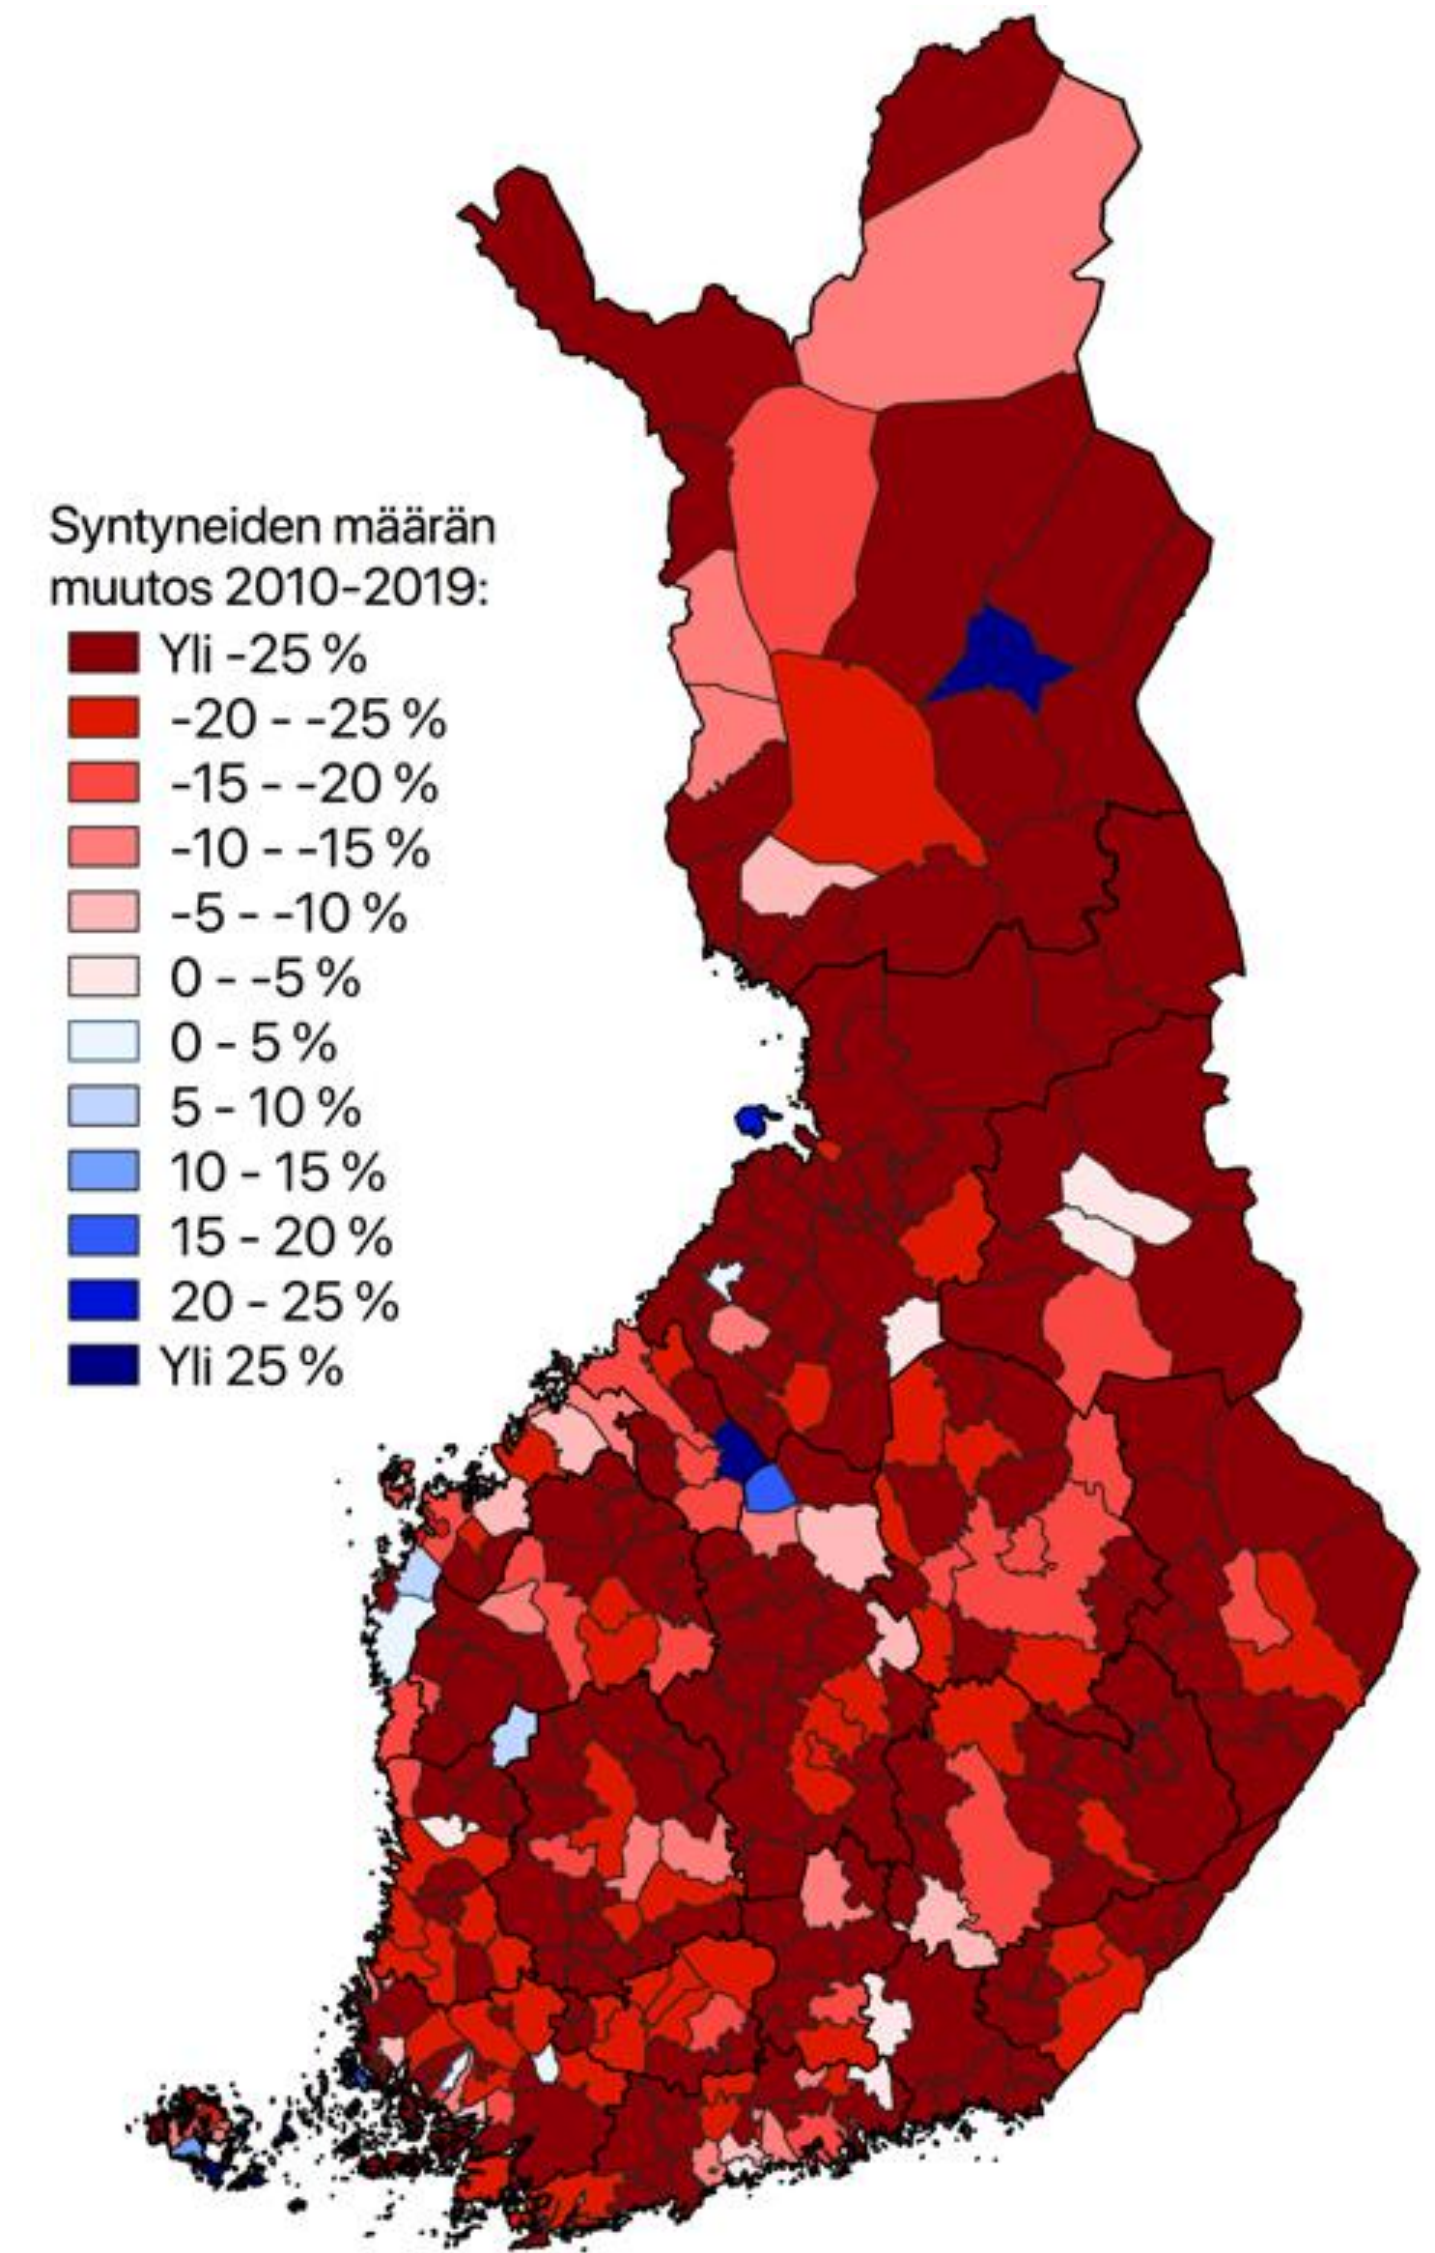 Syntyneiden määrän
muutos 2010-2019:
Yli -25 %
-20 - -25 %
-15 - -20 %
-10 - -15 %
-5 - -10 %
0 - -5 %
0 - 5 %
5 - 10 %
10 - 15 %
15 - 20 %
20 - 25 %
Yli 25 %